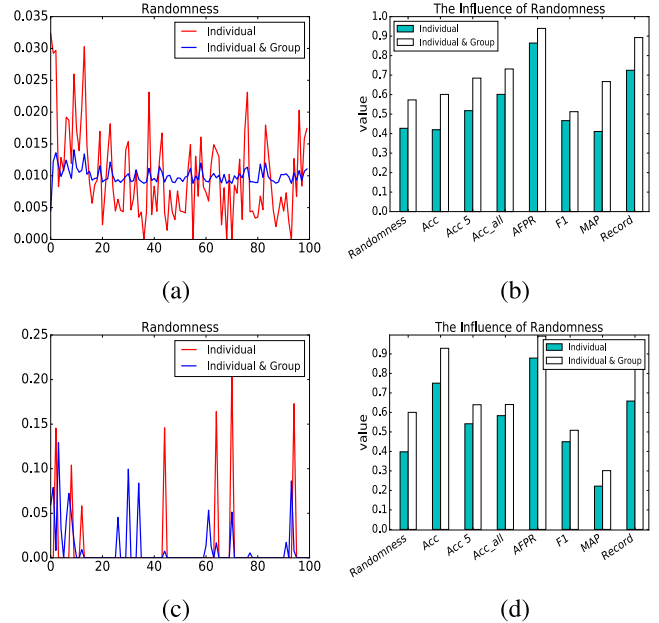 Randomness
0.035
0.030
0.025
0.020
0.015
0.010
0.005
0.000
0 20 40 60 80 100
Individual
Individual & Group
(a)
The Influence of Randomness
value
1.0
0.9
0.8
0.7
0.6
0.5
0.4
0.3
0.2
0.1
0.0
Individual
Individual & Group
Randomness Acc Acc 5 Acc_all AFPR F1 MAP Record
(b)
Randomness
0.25
0.20
0.15
0.10
0.05
0.00
0 20 40 60 80 100
Individual
Individual & Group
(c)
The Influence of Randomness
value
0.9
0.8
0.7
0.6
0.5
0.4
0.3
0.2
0.1
0.0
Individual
Individual & Group
Randomness Acc Acc 5 Acc_all AFPR F1 MAP Record
(d)